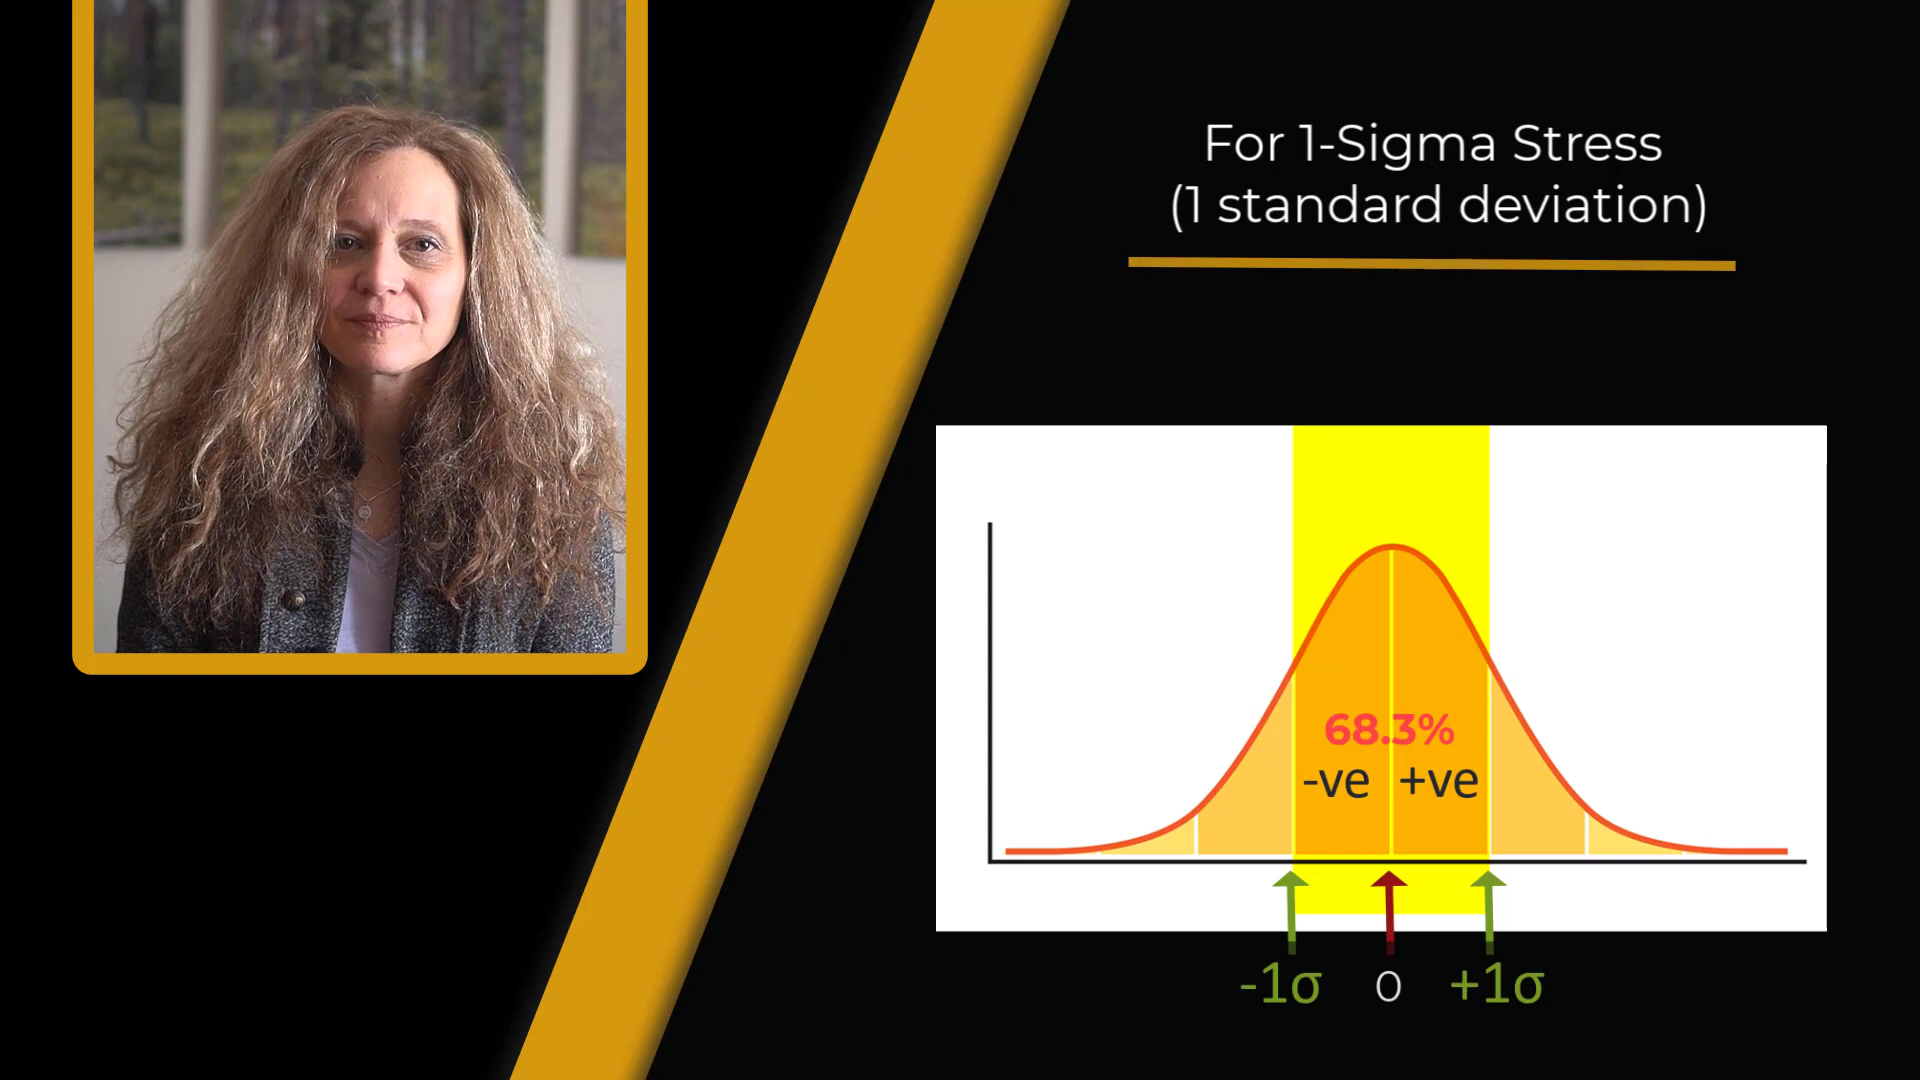 For 1-Sigma Stress
(1 standard deviation)
68.3%
-ve +ve
-1σ 0 +1σ